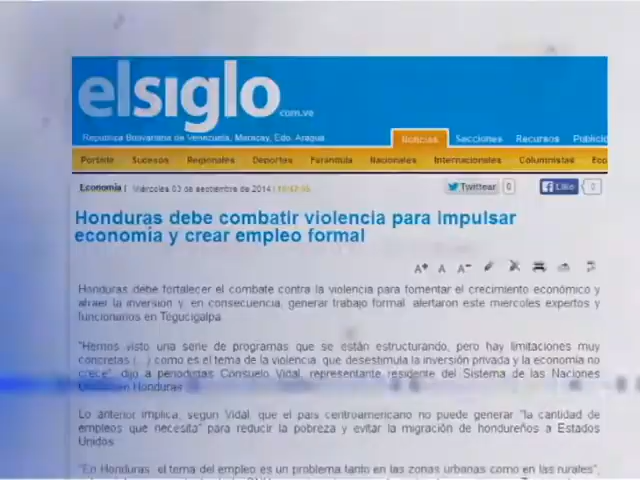 elsiglo.com.ve
República Bolivariana de Venezuela, Maracay, Edo. Aragua
Noticias Secciones Recursos
Portada Sucesos Regionales Deportes Farándula Nacionales Internacionales Columnistas Eco
Economía | miércoles 03 de septiembre de 2014 |
Twittear 0 Like 0
Honduras debe combatir violencia para impulsar
economía y crear empleo formal
A+ A A-
Honduras debe fortalecer el combate contra la violencia para fomentar el crecimiento económico y
atraer la inversión y, en consecuencia, generar trabajo formal, alertaron este miércoles expertos y
funcionarios en Tegucigalpa.
"Hemos visto una serie de programas que se están estructurando, pero hay limitaciones muy
concretas (...) como es el tema de la violencia, que desestimula la inversión privada y la economía no
crece", dijo a periodistas Consuelo Vidal, representante residente del Sistema de las Naciones
Unidas en Honduras.
Lo anterior implica, según Vidal, que el país centroamericano no puede generar "la cantidad de
empleos que necesita" para reducir la pobreza y evitar la migración de hondureños a Estados
Unidos.
"En Honduras, el tema del empleo es un problema tanto en las zonas urbanas como en las rurales",